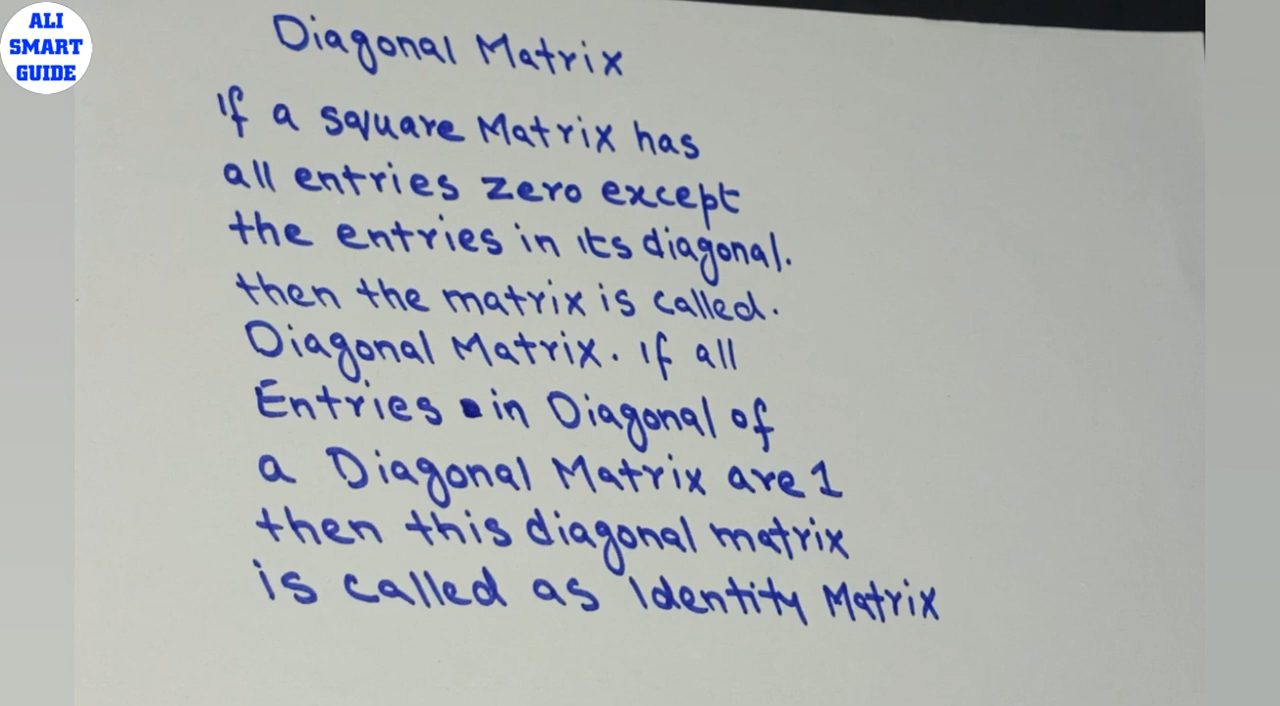 ALI
SMART
GUIDE
Diagonal Matrix
If a square Matrix has
all entries zero except
the entries in its diagonal.
then the matrix is called.
Diagonal Matrix. If all
Entries in Diagonal of
a Diagonal Matrix are 1
then this diagonal matrix
is called as Identity Matrix